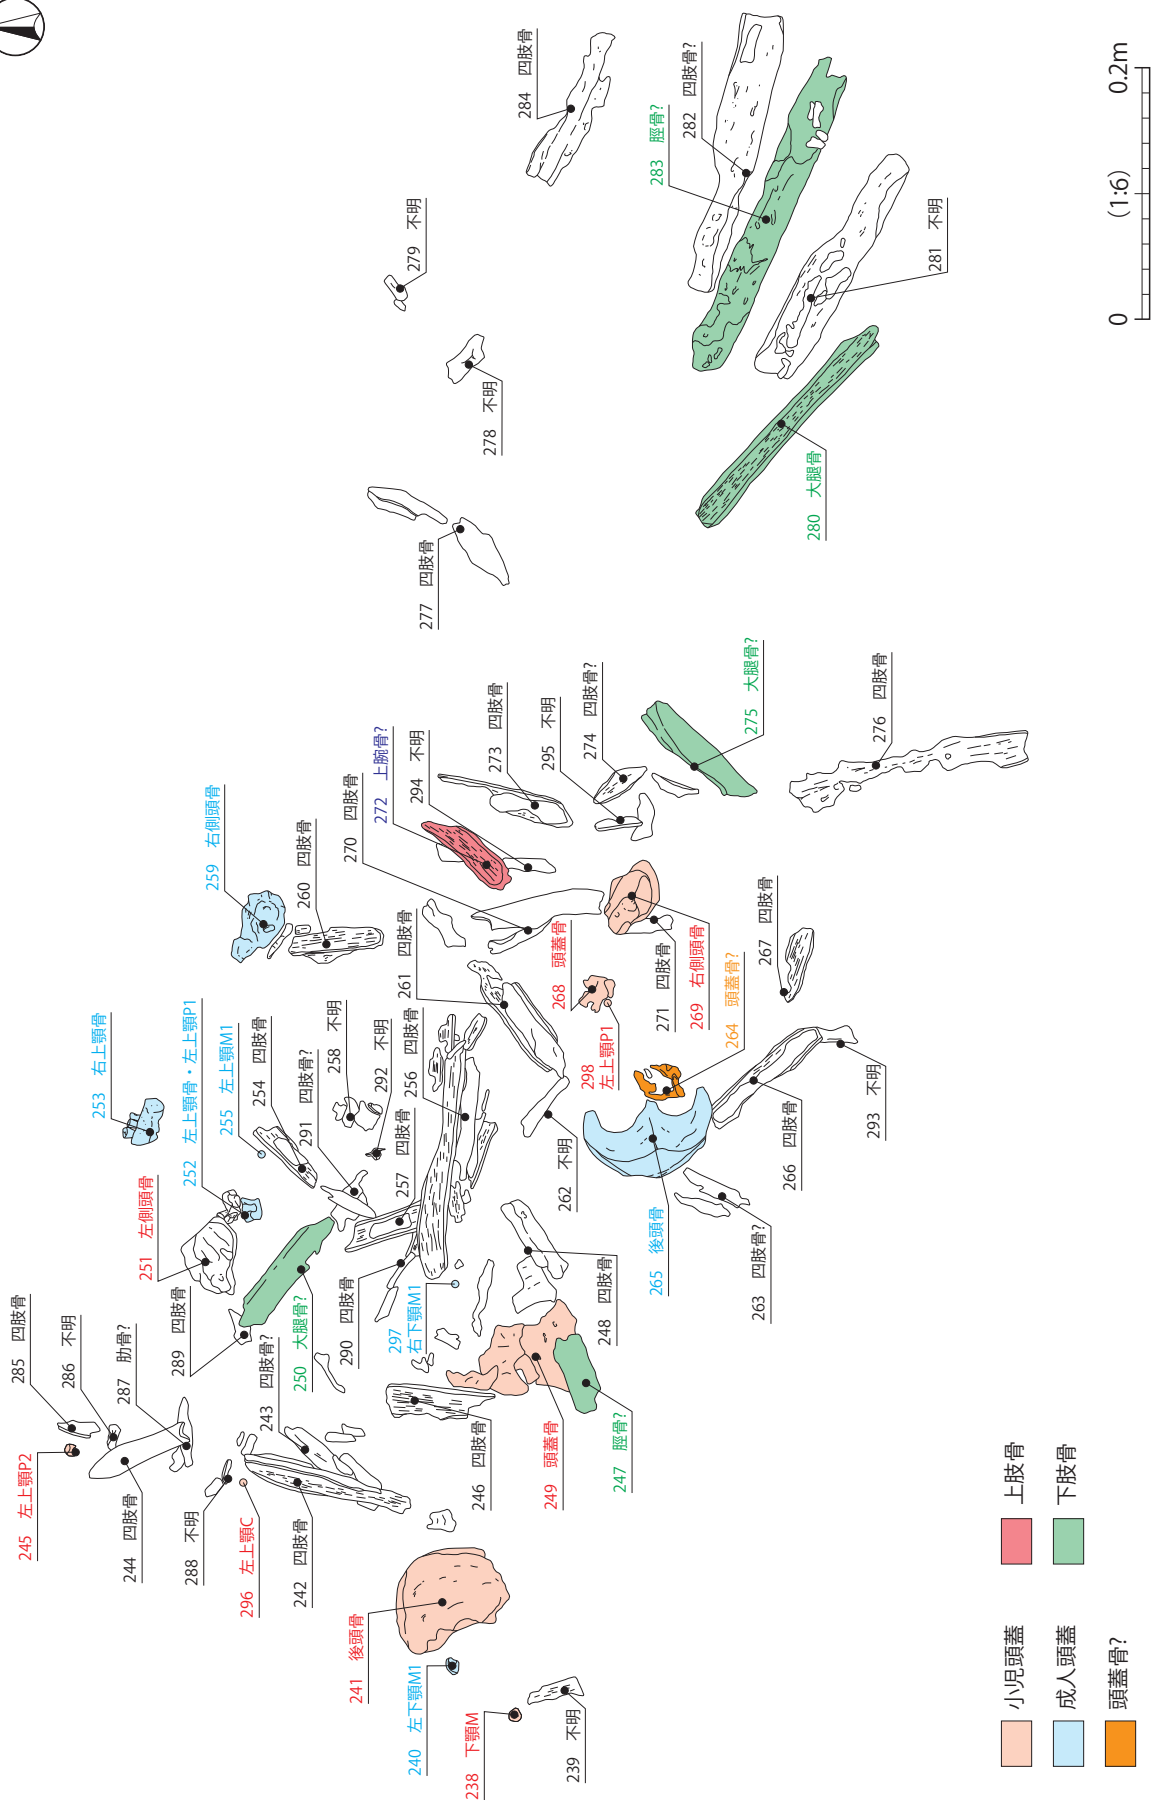 238 下顎M
239 不明
240 左下顎M1
241 後頭骨
242 四肢骨
243 四肢骨?
244 四肢骨
245 左上顎P2
246 四肢骨
247 脛骨?
248 四肢骨
249 頭蓋骨
250 大腿骨?
251 左側頭骨
252 左上顎骨・左上顎P1
253 右上顎骨
254 四肢骨
255 左上顎M1
256 四肢骨
257 四肢骨
258 不明
259 右側頭骨
260 四肢骨
261 四肢骨
262 不明
263 四肢骨?
264 頭蓋骨?
265 後頭骨
266 四肢骨
267 四肢骨
268 頭蓋骨
269 右側頭骨
270 四肢骨
271 四肢骨
272 上腕骨?
273 四肢骨
274 四肢骨?
275 大腿骨?
276 四肢骨
277 四肢骨
278 不明
279 不明
280 大腿骨
281 不明
282 四肢骨?
283 脛骨?
284 四肢骨
285 四肢骨
286 不明
287 肋骨?
288 不明
289 四肢骨
290 四肢骨
291 四肢骨?
292 不明
293 不明
294 不明
295 不明
296 左上顎C
297
右下顎M1
298
左上顎P1
小児頭蓋
成人頭蓋
頭蓋骨?
上肢骨
下肢骨
0 (1:6) 0.2m